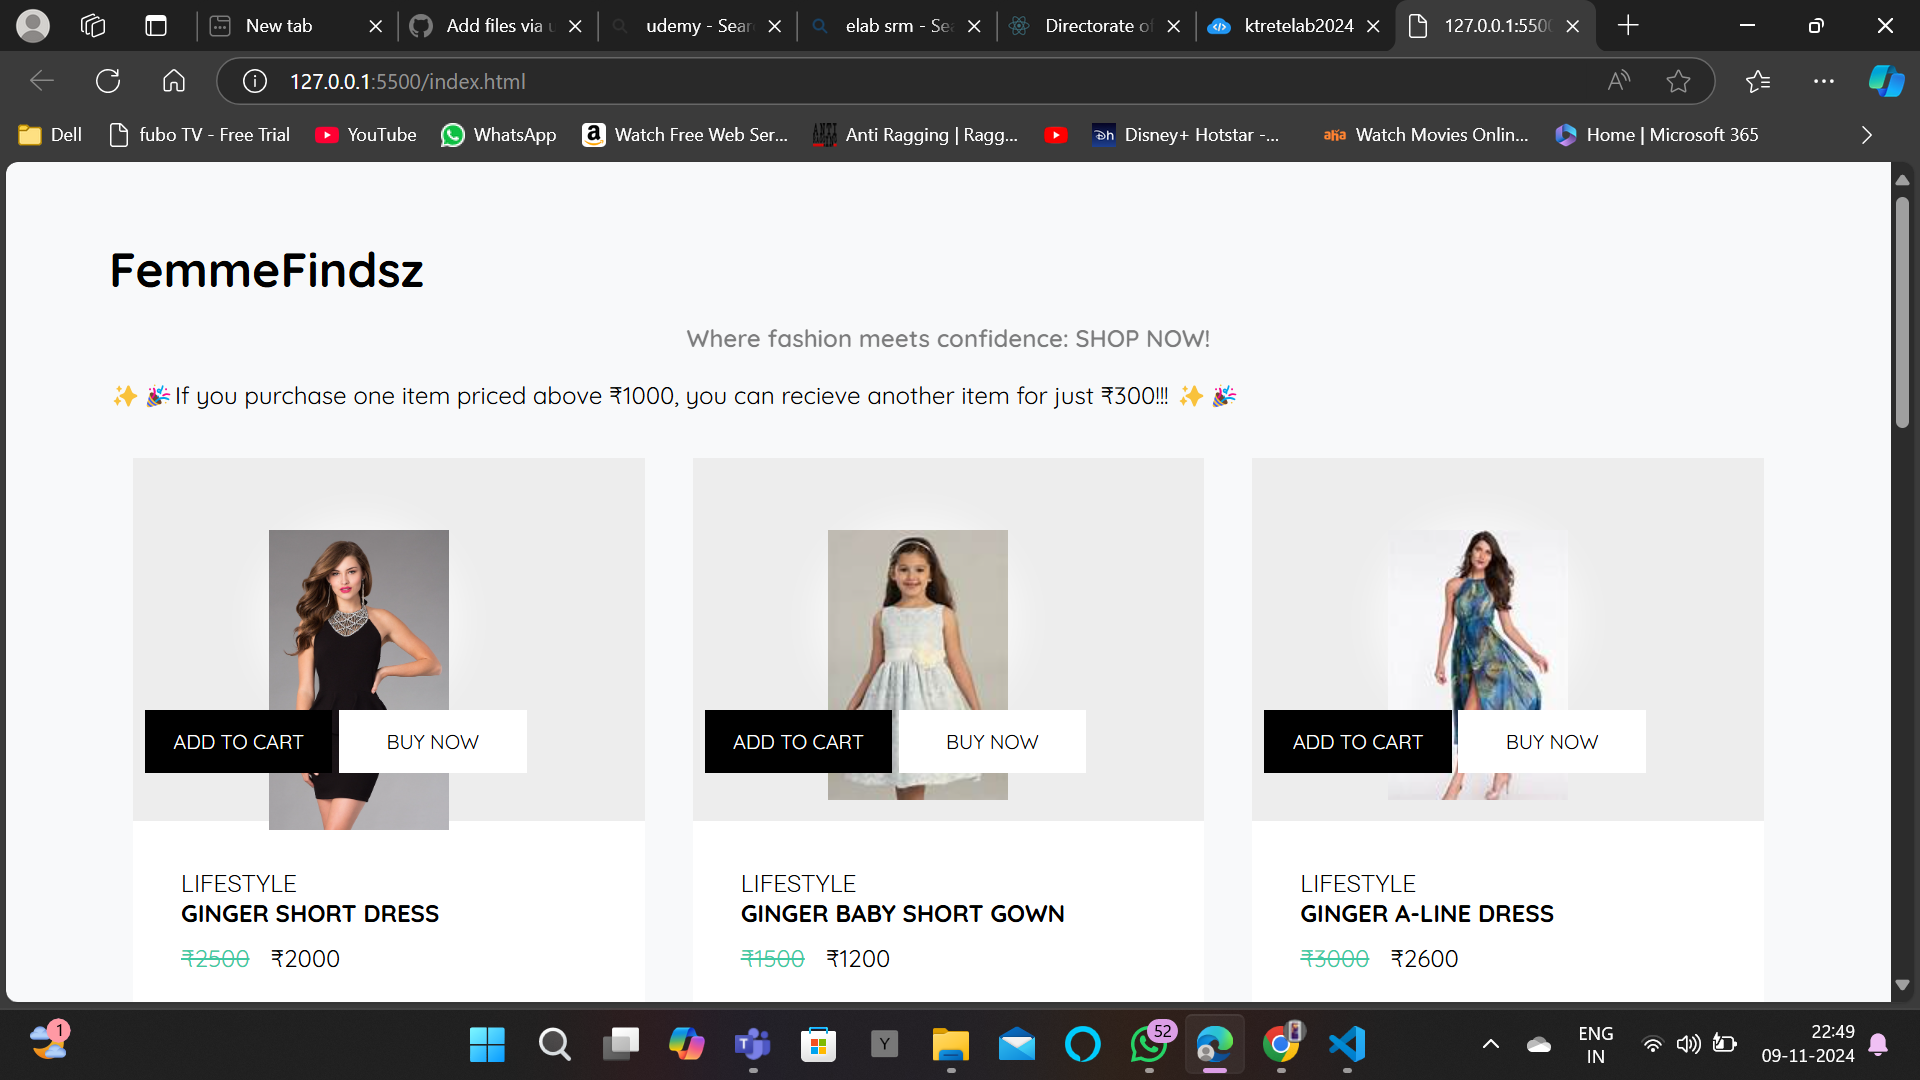 New tab
Add files via u
udemy - Sear
elab srm - Sea
Directorate of
ktretelab2024
127.0.0.1:5500
127.0.0.1:5500/index.html
Dell
fubo TV - Free Trial
YouTube
WhatsApp
Watch Free Web Ser...
Anti Ragging | Ragg...
Disney+ Hotstar -...
aha
Watch Movies Onlin...
Home | Microsoft 365
FemmeFindsz
Where fashion meets confidence: SHOP NOW!
✨ 🎉If you purchase one item priced above ₹1000, you can recieve another item for just ₹300!!! ✨ 🎉
ADD TO CART BUY NOW
ADD TO CART BUY NOW
ADD TO CART BUY NOW
LIFESTYLE
GINGER SHORT DRESS
₹2500 ₹2000
LIFESTYLE
GINGER BABY SHORT GOWN
₹1500 ₹1200
LIFESTYLE
GINGER A-LINE DRESS
₹3000 ₹2600
1
Y
52
ENG
IN
22:49
09-11-2024